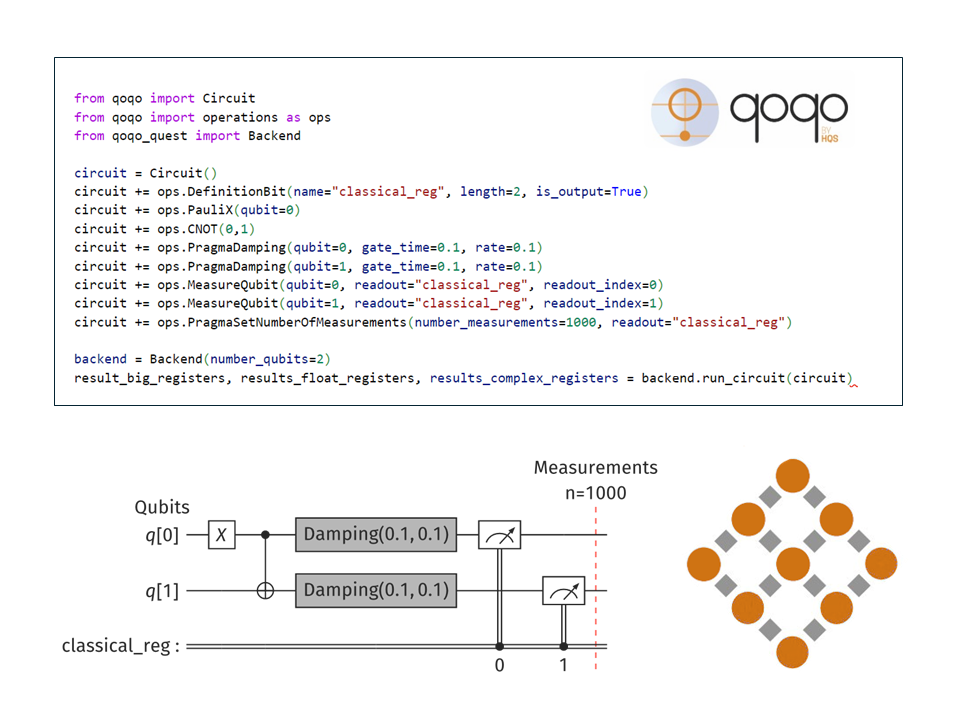 from qoqo import Circuit
from qoqo import operations as ops
from qoqo_quest import Backend
qoqo
BY
HQS
circuit = Circuit()
circuit += ops.DefinitionBit(name="classical_reg", length=2, is_output=True)
circuit += ops.PauliX(qubit=0)
circuit += ops.CNOT(0,1)
circuit += ops.PragmaDamping(qubit=0, gate_time=0.1, rate=0.1)
circuit += ops.PragmaDamping(qubit=1, gate_time=0.1, rate=0.1)
circuit += ops.MeasureQubit(qubit=0, readout="classical_reg", readout_index=0)
circuit += ops.MeasureQubit(qubit=1, readout="classical_reg", readout_index=1)
circuit += ops.PragmaSetNumberOfMeasurements(number_measurements=1000, readout="classical_reg")
backend = Backend(number_qubits=2)
result_big_registers, results_float_registers, results_complex_registers = backend.run_circuit(circuit)
Measurements
n=1000
Qubits
q[0] X Damping(0.1, 0.1)
q[1] Damping(0.1, 0.1)
classical_reg :
0 1